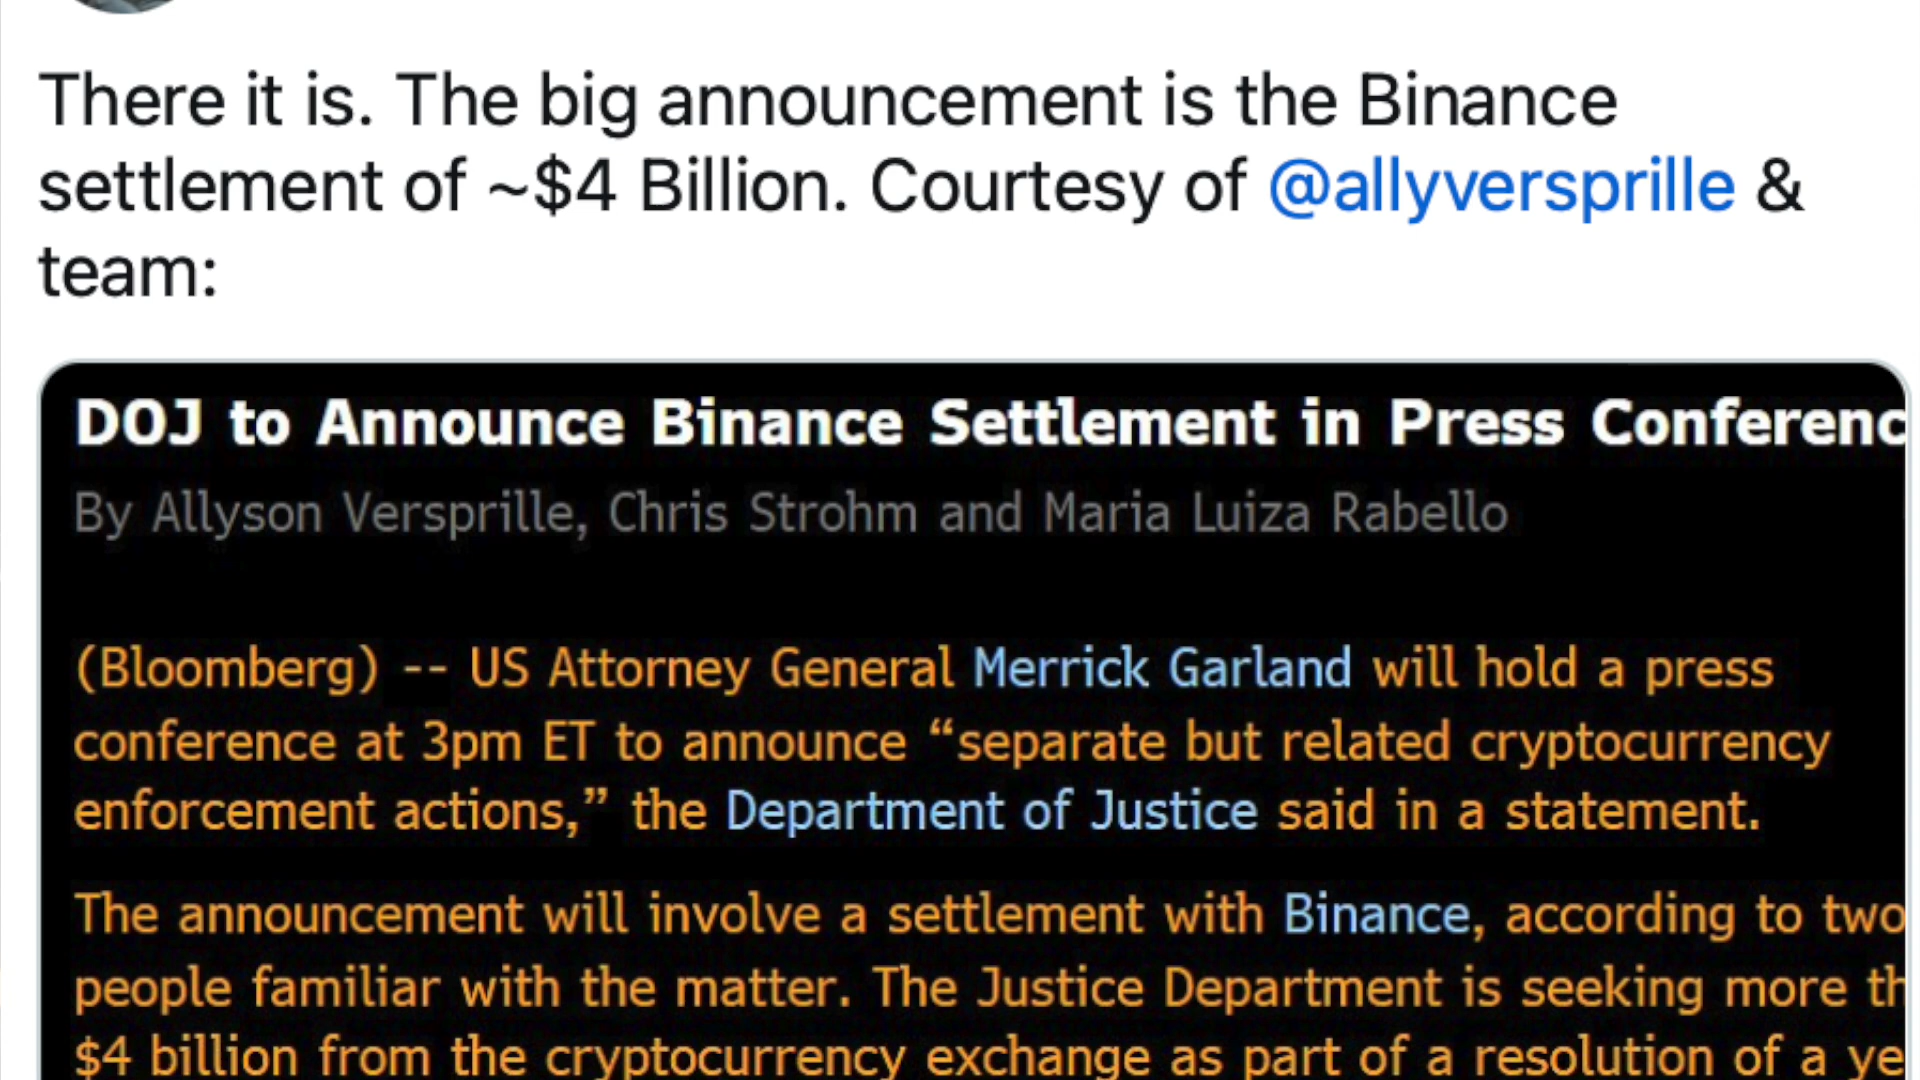 There it is. The big announcement is the Binance
settlement of ~$4 Billion. Courtesy of @allyversprille &
team:
DOJ to Announce Binance Settlement in Press Conferenc
By Allyson Versprille, Chris Strohm and Maria Luiza Rabello
(Bloomberg) -- US Attorney General Merrick Garland will hold a press
conference at 3pm ET to announce “separate but related cryptocurrency
enforcement actions,” the Department of Justice said in a statement.
The announcement will involve a settlement with Binance, according to two
people familiar with the matter. The Justice Department is seeking more th
$4 billion from the cryptocurrency exchange as part of a resolution of a ye